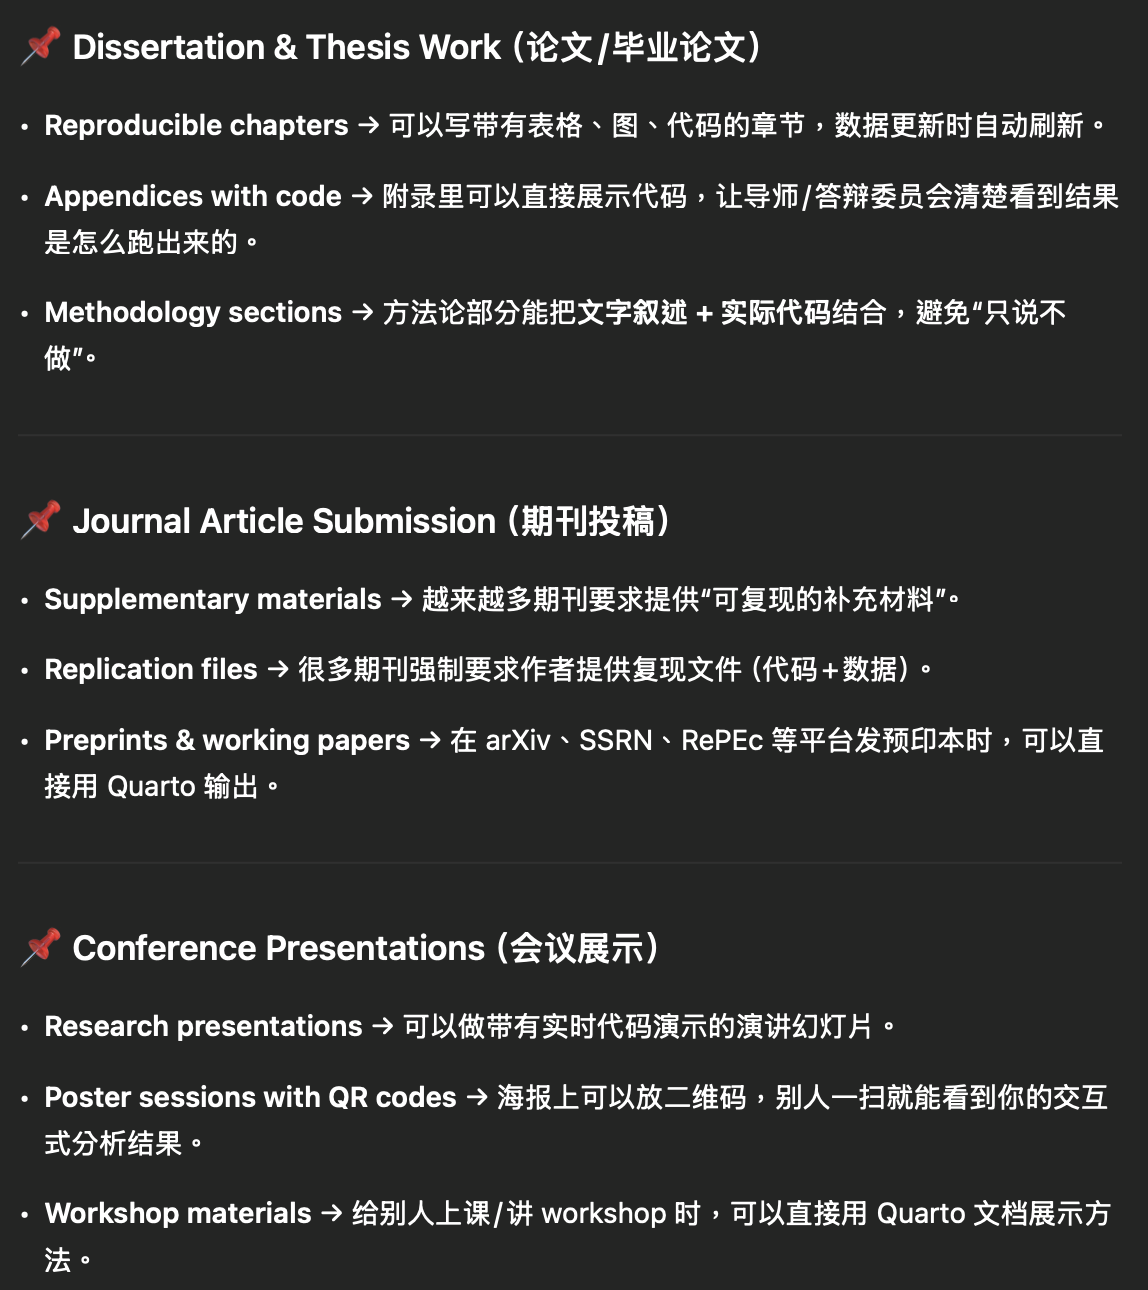 📌 Dissertation & Thesis Work（论文/毕业论文）
• Reproducible chapters → 可以写带有表格、图、代码的章节，数据更新时自动刷新。
• Appendices with code → 附录里可以直接展示代码，让导师/答辩委员会清楚看到结果
是怎么跑出来的。
• Methodology sections → 方法论部分能把文字叙述 + 实际代码结合，避免“只说不
做”。
📌 Journal Article Submission（期刊投稿）
• Supplementary materials → 越来越多期刊要求提供“可复现的补充材料”。
• Replication files → 很多期刊强制要求作者提供复现文件（代码+数据）。
• Preprints & working papers → 在 arXiv、SSRN、RePEc 等平台发预印本时，可以直
接用 Quarto 输出。
📌 Conference Presentations（会议展示）
• Research presentations → 可以做带有实时代码演示的演讲幻灯片。
• Poster sessions with QR codes → 海报上可以放二维码，别人一扫就能看到你的交互
式分析结果。
• Workshop materials → 给别人上课/讲 workshop 时，可以直接用 Quarto 文档展示方
法。